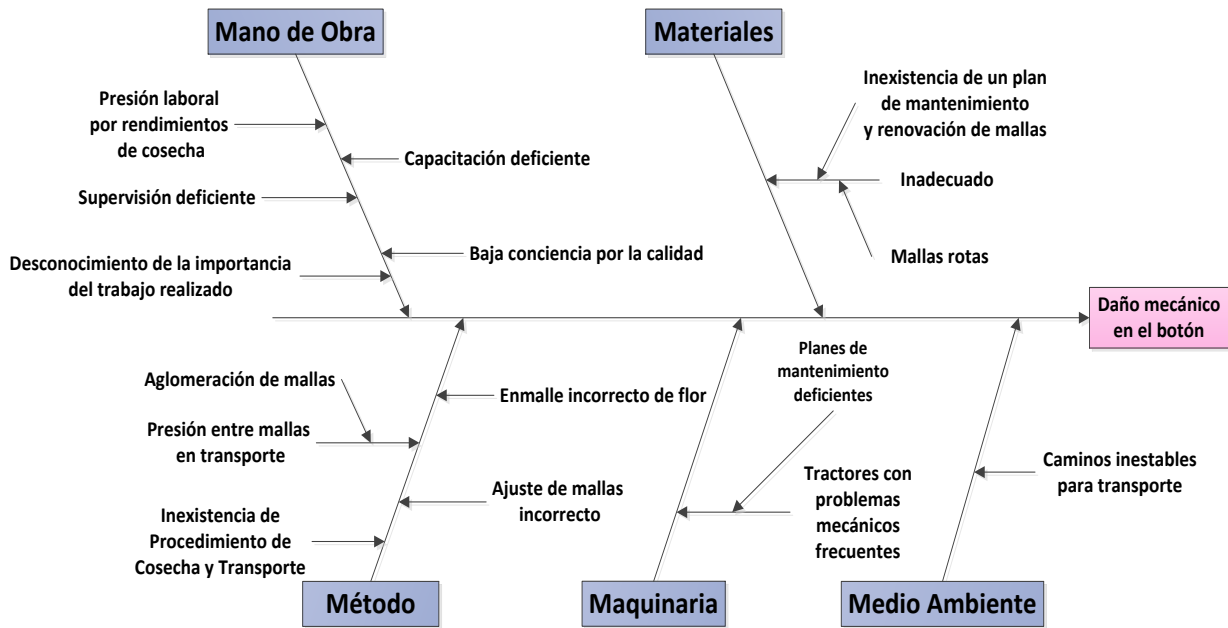 Mano de Obra
Materiales
Presión laboral
por rendimientos
de cosecha
Capacitación deficiente
Supervisión deficiente
Baja conciencia por la calidad
Desconocimiento de la importancia
del trabajo realizado
Inexistencia de un plan
de mantenimiento
y renovación de mallas
Inadecuado
Mallas rotas
Daño mecánico
en el botón
Aglomeración de mallas
Enmalle incorrecto de flor
Presión entre mallas
en transporte
Ajuste de mallas
incorrecto
Inexistencia de
Procedimiento de
Cosecha y Transporte
Planes de
mantenimiento
deficientes
Tractores con
problemas
mecánicos
frecuentes
Caminos inestables
para transporte
Método
Maquinaria
Medio Ambiente